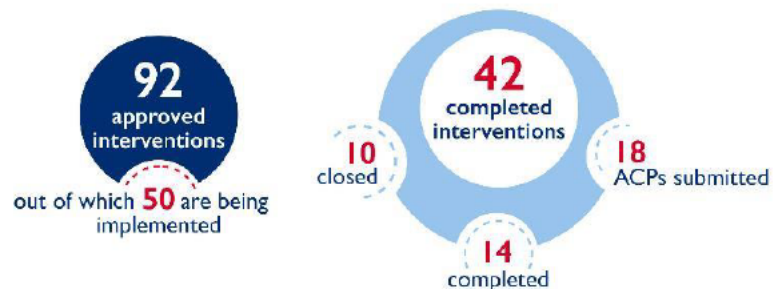 92
approved
interventions
out of which 50 are being
implemented
42
completed
interventions
10
closed
18
ACPs submitted
14
completed